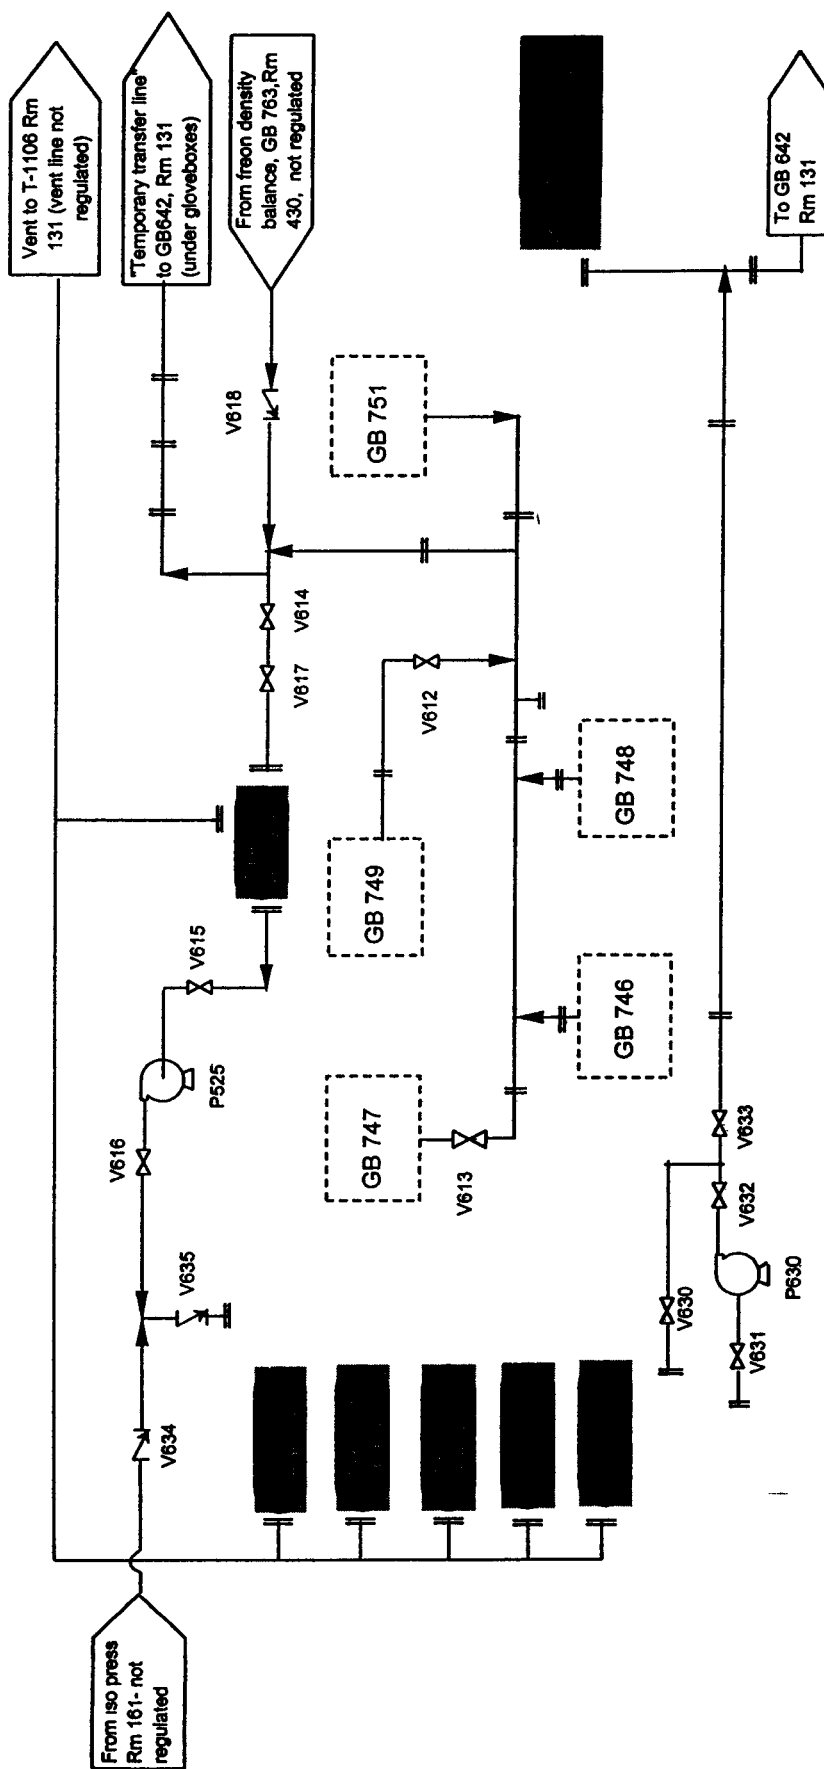 Vent to T-1106 Rm
131 (vent line not
regulated)
"Temporary transfer line"
to GB642, Rm 131
(under gloveboxes)
From freon density
balance, GB 763,Rm
430, not regulated
To GB 642
Rm 131
V618
GB 751
V614
V617
V612
GB 748
GB 749
V615
GB 746
P525
GB 747
V616
V613
V633
V632
V635
V630
P630
V631
V634
From iso press
Rm 161- not
regulated